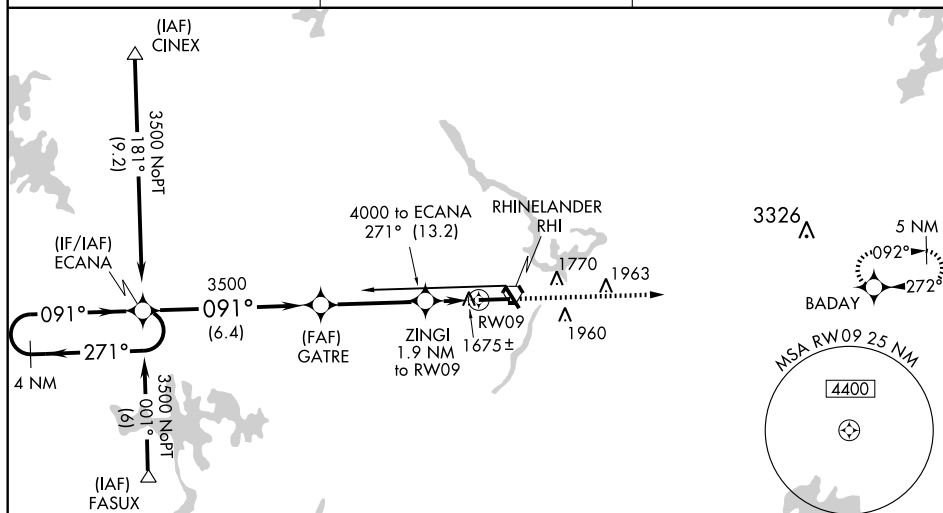 (IAF)
CINEX
3500 NoPT
181°
(9.2)
(IF/IAF)
ECANA
091°
271°
4 NM
3500
091°
(6.4)
(FAF)
GATRE
4000 to ECANA
271° (13.2)
ZINGI
1.9 NM
to RW09
1675±
RW09
RHINELANDER
RHI
1770
1963
1960
3326
5 NM
092°
272°
BADAY
3500 NoPT
001°
(6)
(IAF)
FASUX
MSA RW09 25 NM
4400